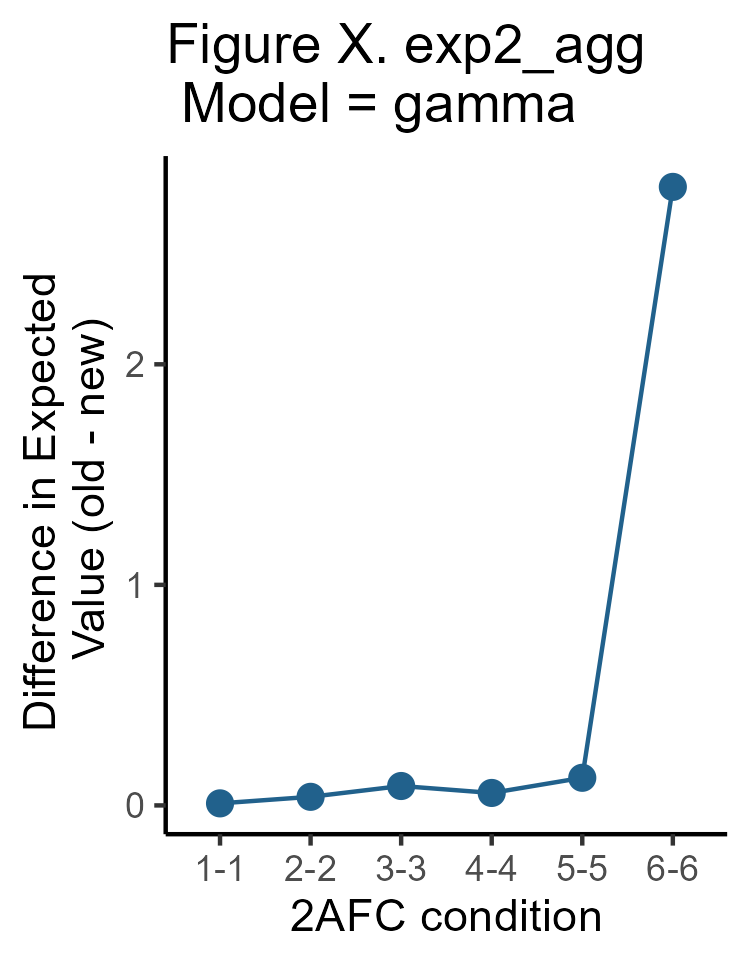 Figure X. exp2_agg
Model = gamma
Difference in Expected
Value (old - new)
2
1
0
1-1 2-2 3-3 4-4 5-5 6-6
2AFC condition